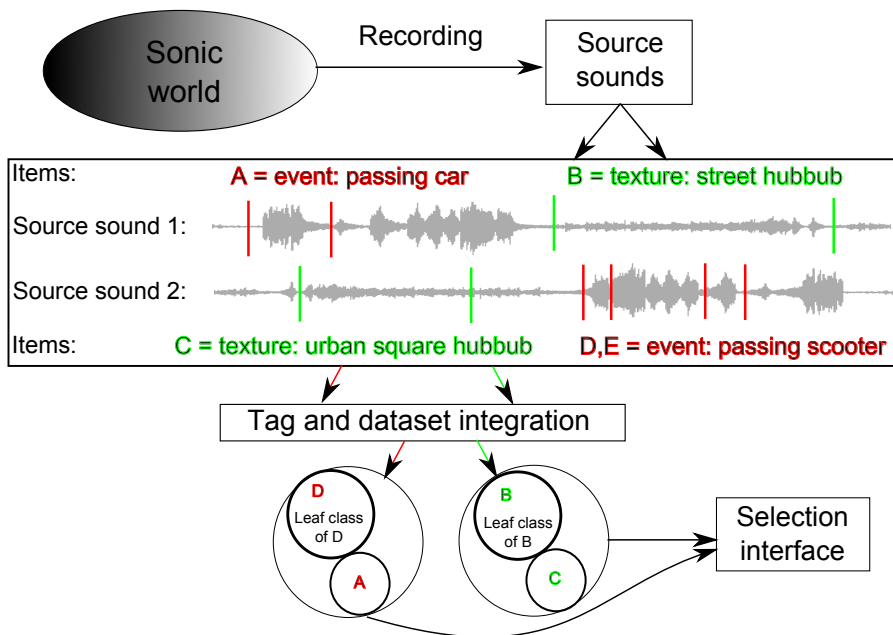 Sonic
world
Recording
Source
sounds
Items:
A = event: passing car
B = texture: street hubbub
Source sound 1:
Source sound 2:
Items:
C = texture: urban square hubbub
D,E = event: passing scooter
Tag and dataset integration
D
Leaf class
of D
A
B
Leaf class
of B
C
Selection
interface